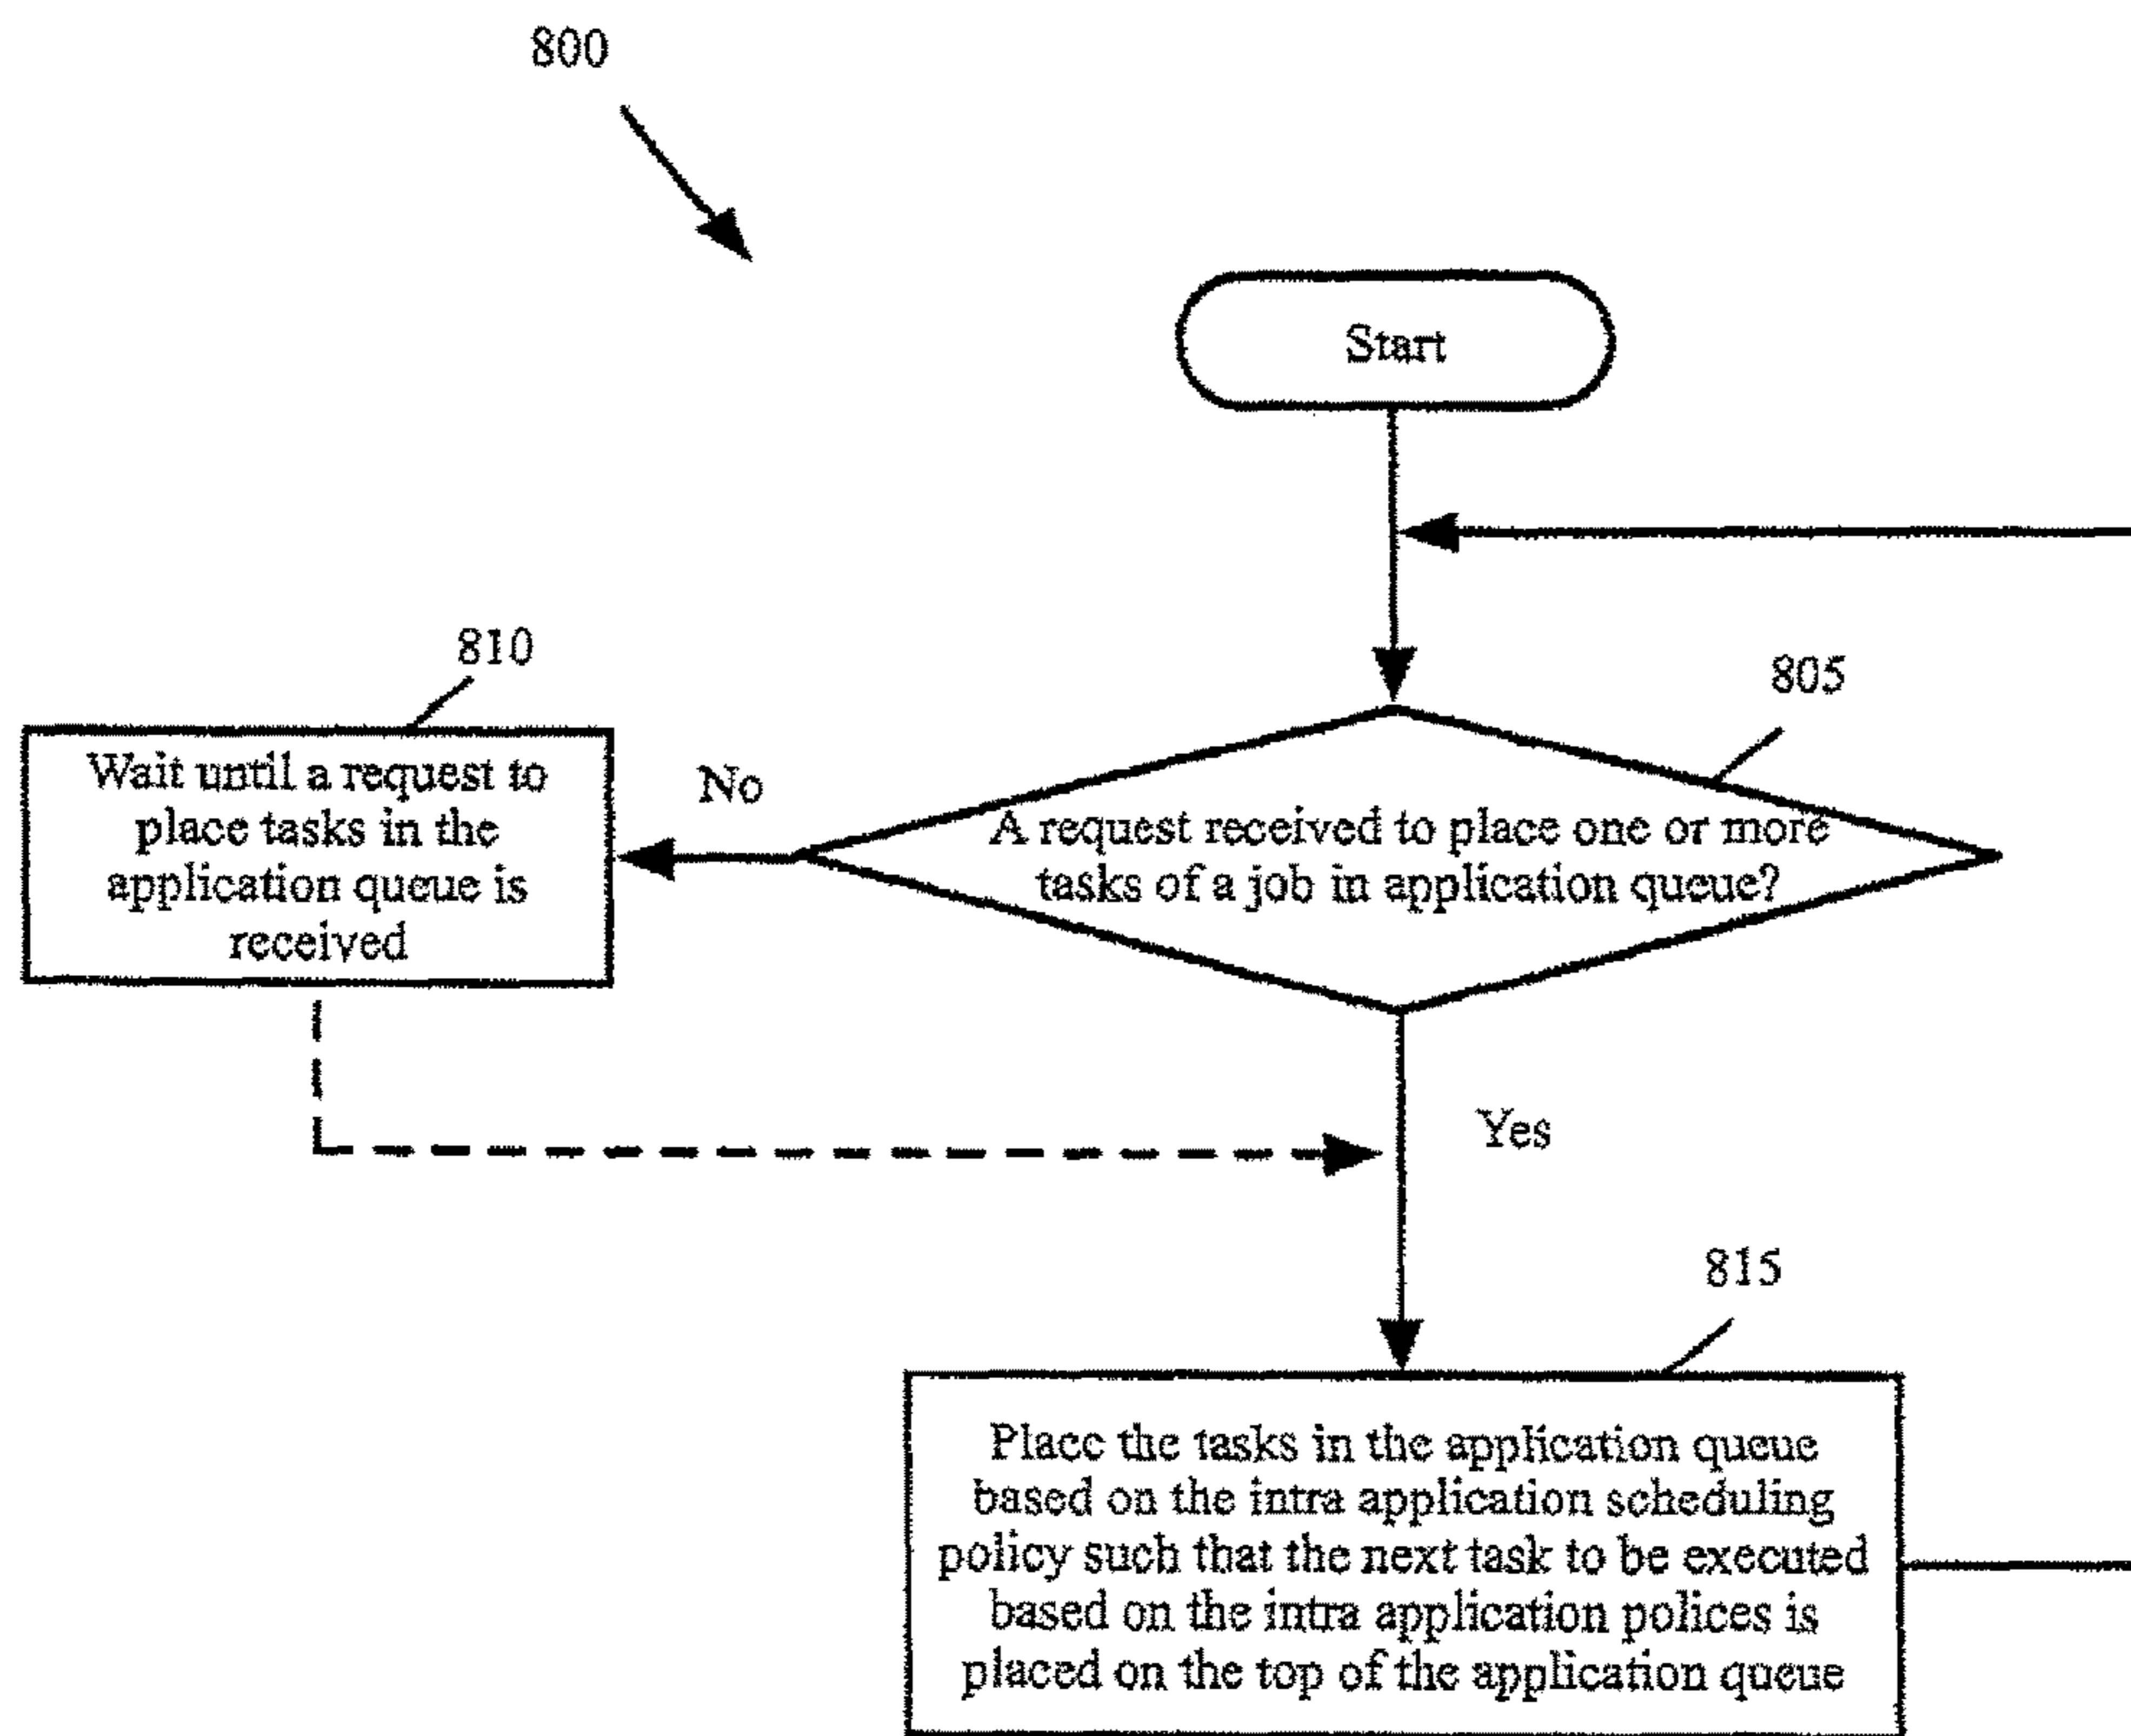 800
Start
810
805
Wait until a request to
place tasks in the
application queue is
received
No
A request received to place one or more
tasks of a job in application queue?
Yes
815
Place the tasks in the application queue
based on the intra application scheduling
policy such that the next task to be executed
based on the intra application polices is
placed on the top of the application queue